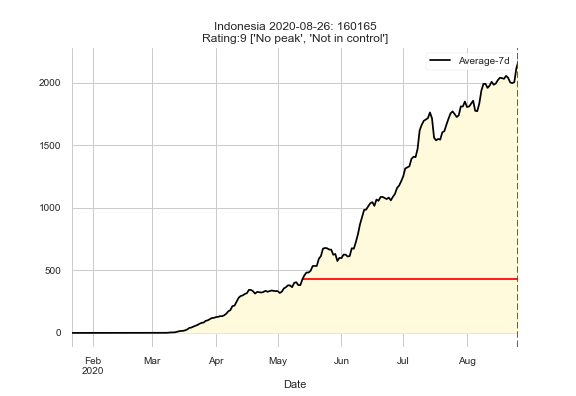 Indonesia 2020-08-26: 160165
Rating:9 ['No peak', 'Not in control']
Average-7d
2000
1500
1000
500
0
Feb Mar Apr May Jun Jul Aug
2020
Date